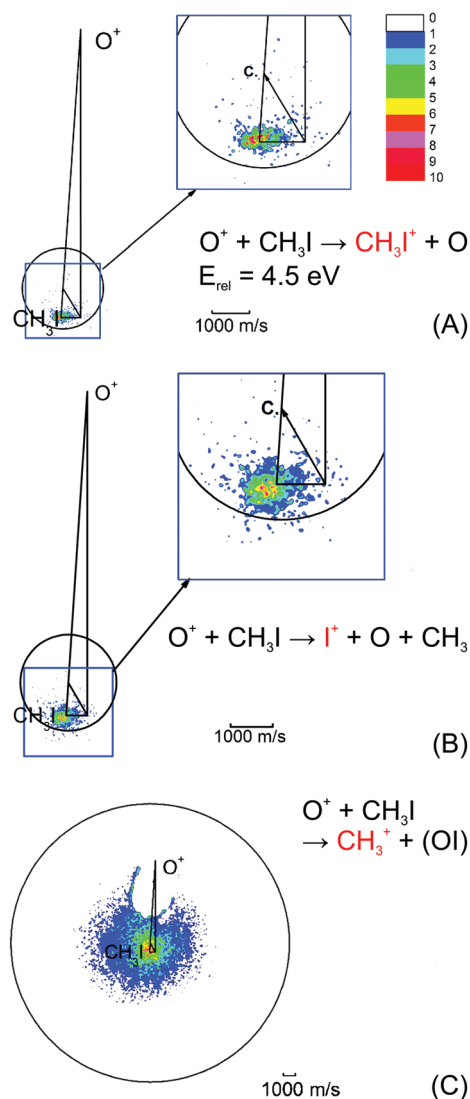 O⁺
C.
0
1
2
3
4
5
6
7
8
9
10
O⁺ + CH₃I → CH₃I⁺ + O
E_rel = 4.5 eV
CH₃I
1000 m/s
(A)
O⁺
C.
O⁺ + CH₃I → I⁺ + O + CH₃
CH₃I
1000 m/s
(B)
O⁺ + CH₃I
→ CH₃⁺ + (OI)
O⁺
CH₃I
1000 m/s
(C)